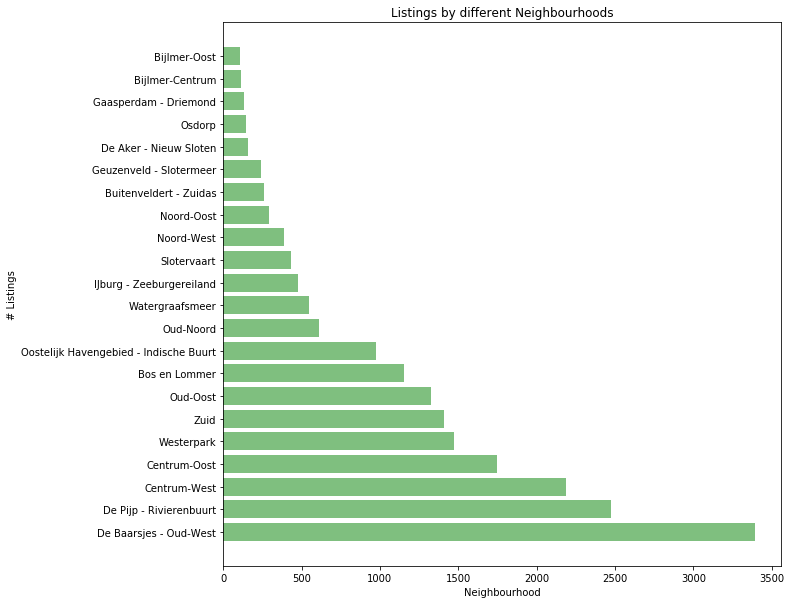 Listings by different Neighbourhoods
Bijlmer-Oost
Bijlmer-Centrum
Gaasperdam - Driemond
Osdorp
De Aker - Nieuw Sloten
Geuzenveld - Slotermeer
Buitenveldert - Zuidas
Noord-Oost
Noord-West
Slotervaart
IJburg - Zeeburgereiland
Watergraafsmeer
Oud-Noord
Oostelijk Havengebied - Indische Buurt
Bos en Lommer
Oud-Oost
Zuid
Westerpark
Centrum-Oost
Centrum-West
De Pijp - Rivierenbuurt
De Baarsjes - Oud-West
# Listings
0 500 1000 1500 2000 2500 3000 3500
Neighbourhood